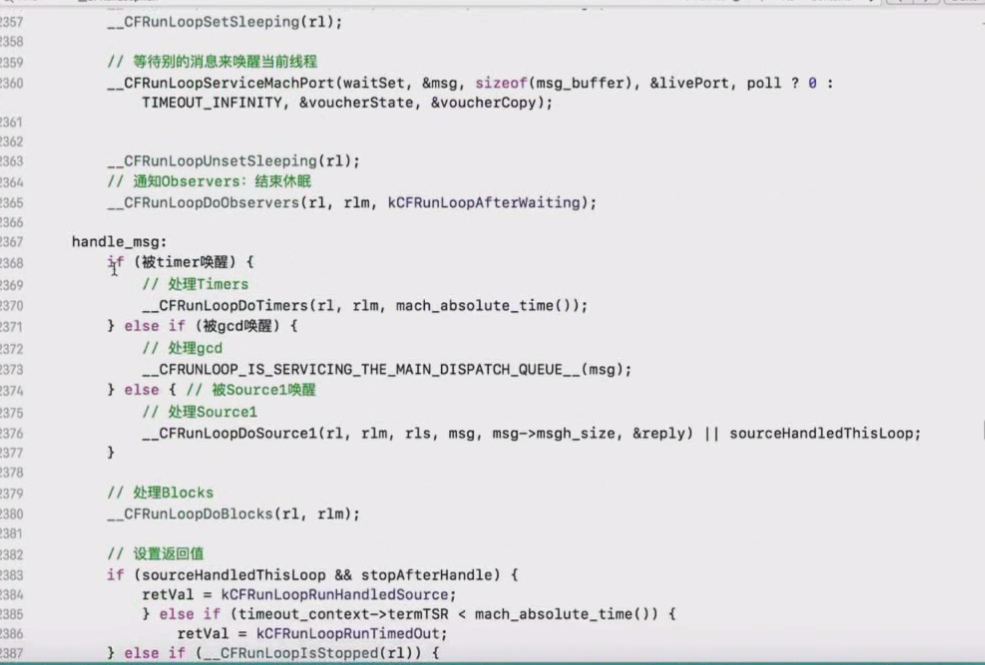 2357 __CFRunLoopSetSleeping(rl);
2358
2359 // 等待别的消息来唤醒当前线程
2360 __CFRunLoopServiceMachPort(waitSet, &msg, sizeof(msg_buffer), &livePort, poll ? 0 :
TIMEOUT_INFINITY, &voucherState, &voucherCopy);
2361
2362
2363 __CFRunLoopUnsetSleeping(rl);
2364 // 通知Observers: 结束休眠
2365 __CFRunLoopDoObservers(rl, rlm, kCFRunLoopAfterWaiting);
2366
2367 handle_msg:
2368 if (被timer唤醒) {
2369 // 处理Timers
2370 __CFRunLoopDoTimers(rl, rlm, mach_absolute_time());
2371 } else if (被gcd唤醒) {
2372 // 处理gcd
2373 __CFRUNLOOP_IS_SERVICING_THE_MAIN_DISPATCH_QUEUE__(msg);
2374 } else { // 被Source1唤醒
2375 // 处理Source1
2376 __CFRunLoopDoSource1(rl, rlm, rls, msg, msg->msgh_size, &reply) || sourceHandledThisLoop;
2377 }
2378
2379 // 处理Blocks
2380 __CFRunLoopDoBlocks(rl, rlm);
2381
2382 // 设置返回值
2383 if (sourceHandledThisLoop && stopAfterHandle) {
2384 retVal = kCFRunLoopRunHandledSource;
2385 } else if (timeout_context->termTSR < mach_absolute_time()) {
2386 retVal = kCFRunLoopRunTimedOut;
2387 } else if (__CFRunLoopIsStopped(rl)) {